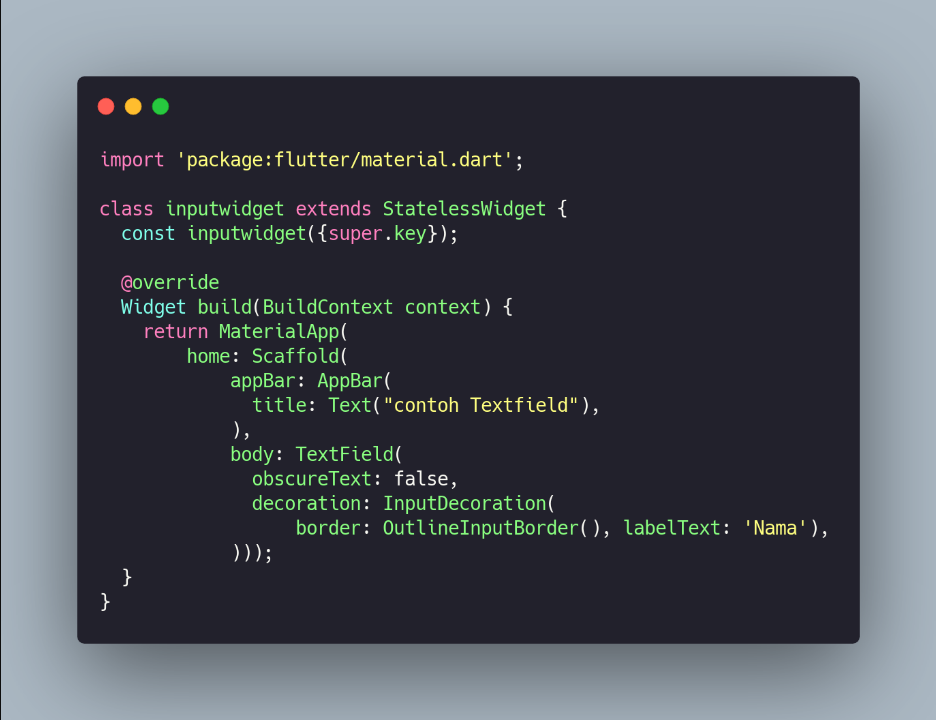 import 'package:flutter/material.dart';

class inputwidget extends StatelessWidget {
  const inputwidget({super.key});

  @override
  Widget build(BuildContext context) {
    return MaterialApp(
        home: Scaffold(
            appBar: AppBar(
              title: Text("contoh Textfield"),
            ),
            body: TextField(
              obscureText: false,
              decoration: InputDecoration(
                  border: OutlineInputBorder(), labelText: 'Nama'),
            )));
  }
}